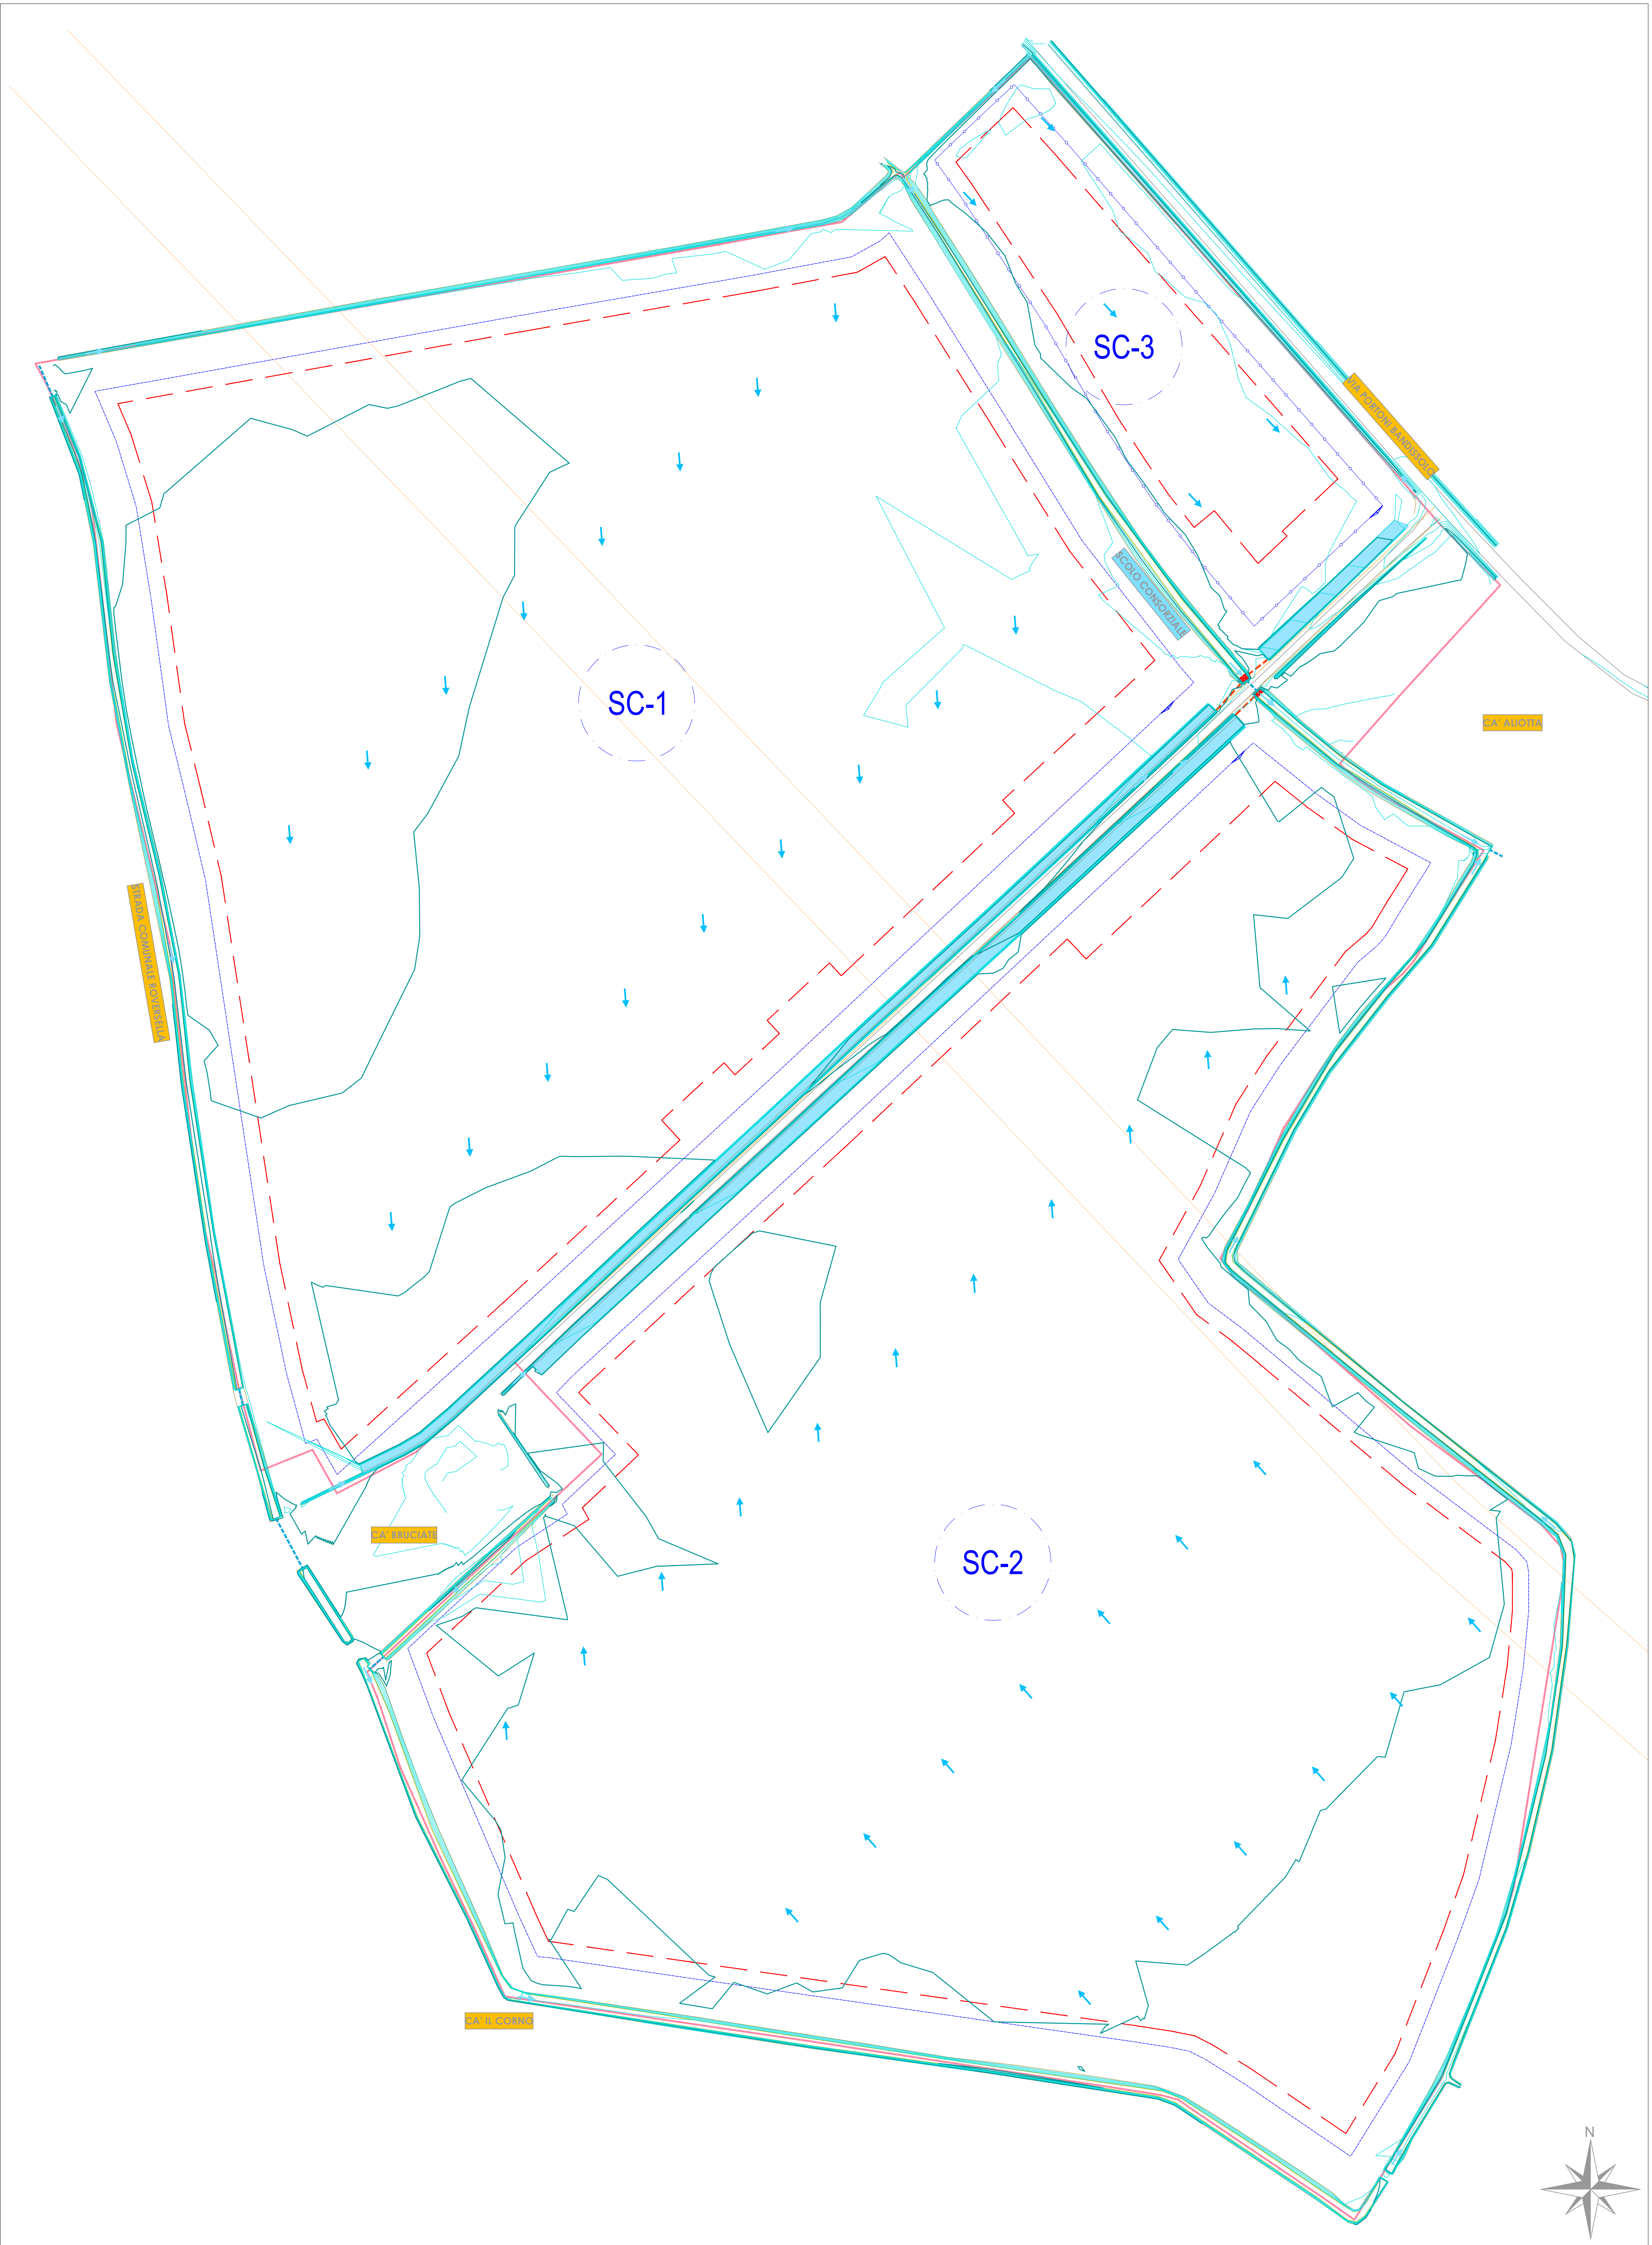 SC-3
VIA PORTONI BANDISSOLO
SCOLO CONSORZIALE
SC-1
CA' ALIOTTA
STRADA COMUNALE ROVERSELLA
CA' BRUCIATE
SC-2
CA' IL CORNO
N